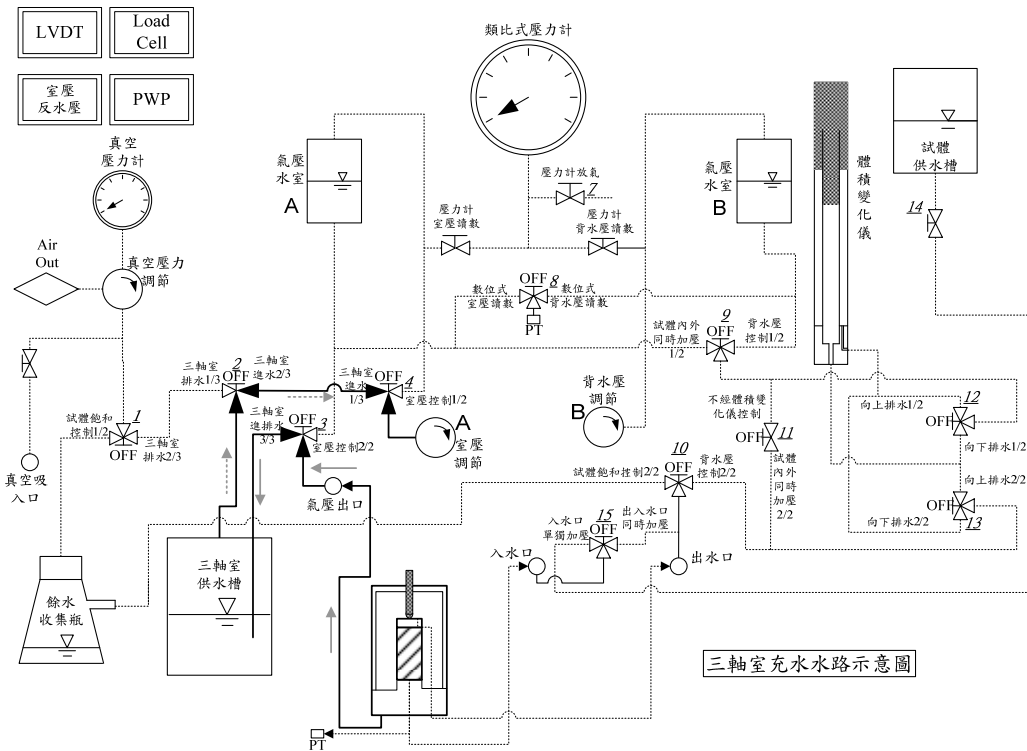 LVDT
Load
Cell
室壓
反水壓
PWP
真空
壓力計
Air
Out
真空壓力
調節
類比式壓力計
氣壓
水室
A
壓力計放氣
7
壓力計
室壓讀數
壓力計
背水壓讀數
氣壓
水室
B
體積變化儀
試體
供水槽
14
OFF
8
數位式
室壓讀數
數位式
背水壓讀數
PT
試體內外
同時加壓
1/2
9
OFF
背水壓
控制1/2
三軸室
排水1/3
2
OFF
三軸室
進水2/3
三軸室
進水
1/3
4
OFF
室壓控制1/2
試體飽和
控制1/2
1
OFF
三軸室
排水2/3
三軸室
進排水
3/3
3
OFF
室壓控制2/2
A
室壓
調節
背水壓
調節
B
不經體積變
化儀控制
OFF
11
試體
內外
同時
加壓
2/2
向上排水1/2
12
OFF
向下排水1/2
向上排水2/2
OFF
13
向下排水2/2
真空吸
入口
氣壓出口
試體飽和控制2/2
10
OFF
背水壓
控制2/2
入水口
單獨加壓
15
OFF
出入水口
同時加壓
入水口
出水口
三軸室
供水槽
餘水
收集瓶
PT
三軸室充水水路示意圖